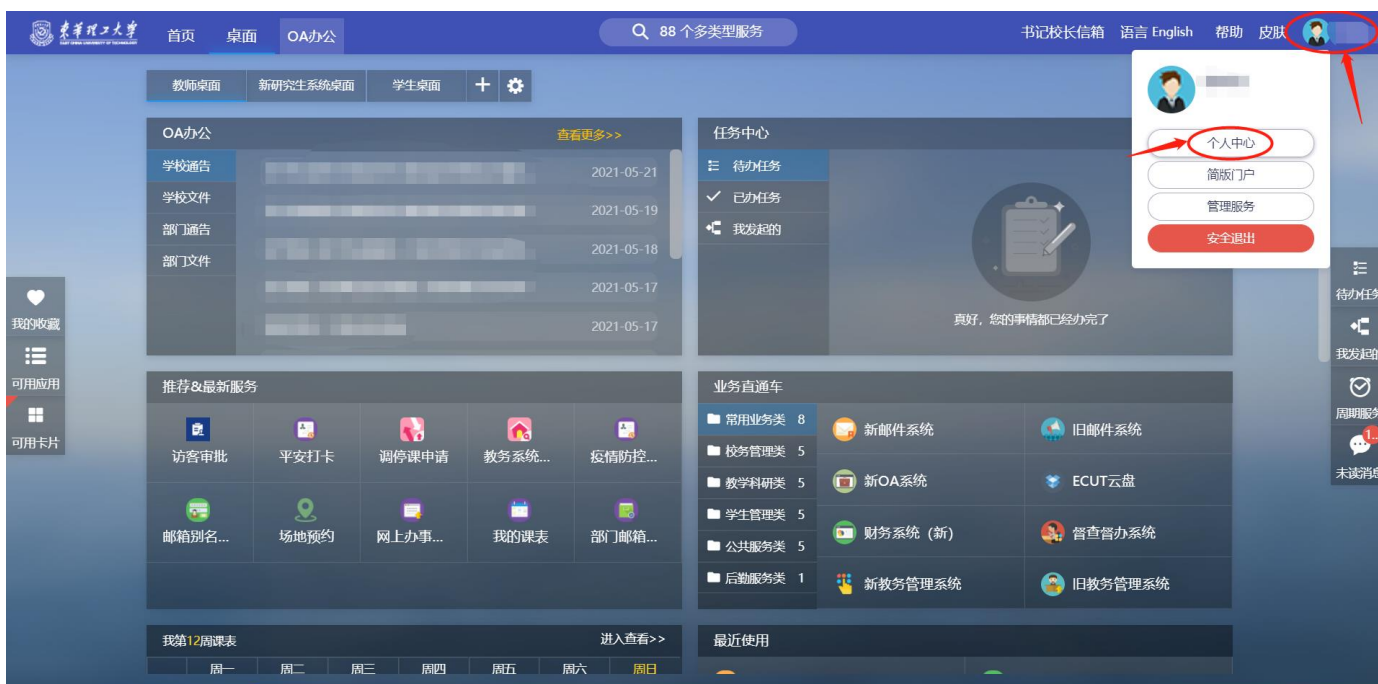 東華理工大学
EAST CHINA UNIVERSITY OF TECHNOLOGY
首页 桌面 OA办公
88 个多类型服务
书记校长信箱 语言 English 帮助 皮肤
教师桌面 新研究生系统桌面 学生桌面
个人中心
简版门户
管理服务
安全退出
OA办公 查看更多>>
学校通告
学校文件
部门通告
部门文件
2021-05-21
2021-05-19
2021-05-18
2021-05-17
2021-05-17
任务中心
待办任务
已办任务
我发起的
真好,您的事情都已经办完了
我的收藏
可用应用
可用卡片
待办任务
我发起的
周期服务
1...
未读消息
推荐&最新服务
访客审批 平安打卡 调停课申请 教务系统... 疫情防控...
邮箱别名... 场地预约 网上办事... 我的课表 部门邮箱...
业务直通车
常用业务类 8
校务管理类 5
教学科研类 5
学生管理类 5
公共服务类 5
后勤服务类 1
新邮件系统 旧邮件系统
新OA系统 ECUT云盘
财务系统 (新) 督查督办系统
新教务管理系统 旧教务管理系统
我第12周课表 进入查看>>
周一 周二 周三 周四 周五 周六 周日
最近使用